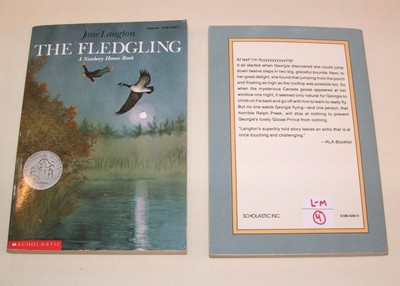 Jane Langton
THE FLEDGLING
A Newbery Honor Book
SCHOLASTIC
At last! I'm
It all started when Georgie discovered she could jump
down twelve steps in two big, graceful bounds. Next, to
her great delight, she found that jumping from the porch
and floating as high as the rooftop was possible too. So
when the mysterious Canada goose appeared at her
window one night, it seemed only natural for Georgie to
climb on his back and go off with him to learn to really fly.
But no one wants Georgie flying—and one person, that
horrible Ralph Preek, will stop at nothing to prevent
Georgie's lovely Goose Prince from coming.
"Langton's superbly told story leaves an echo that is at
once touching and challenging."
—ALA Booklist
L-M
4
SCHOLASTIC INC.